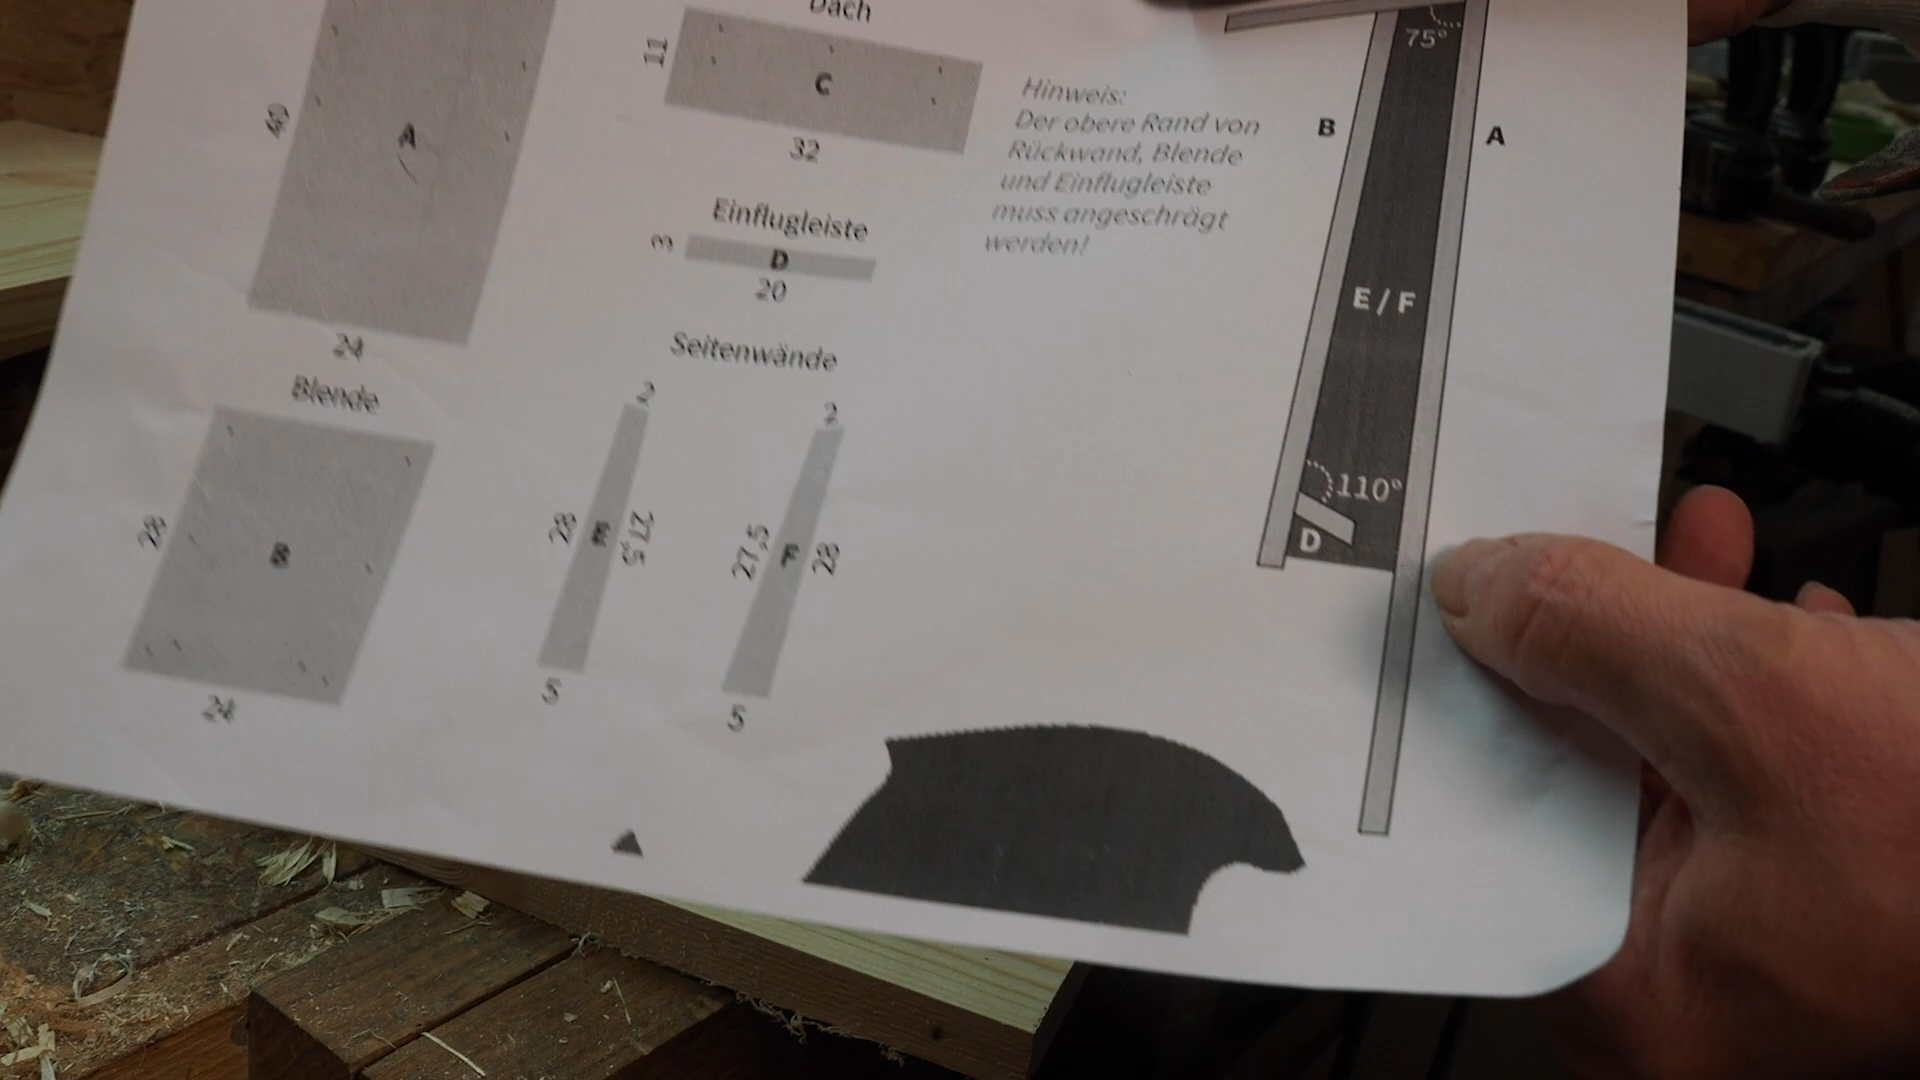 Dach
11
C
32
40
A
24
Hinweis:
Der obere Rand von
Rückwand, Blende
und Einflugleiste
muss angeschrägt
werden!
Einflugleiste
3
D
20
Blende
28
B
24
Seitenwände
2
28
E
27,5
5
2
27,5
F
28
5
75°
B
A
E / F
110°
D